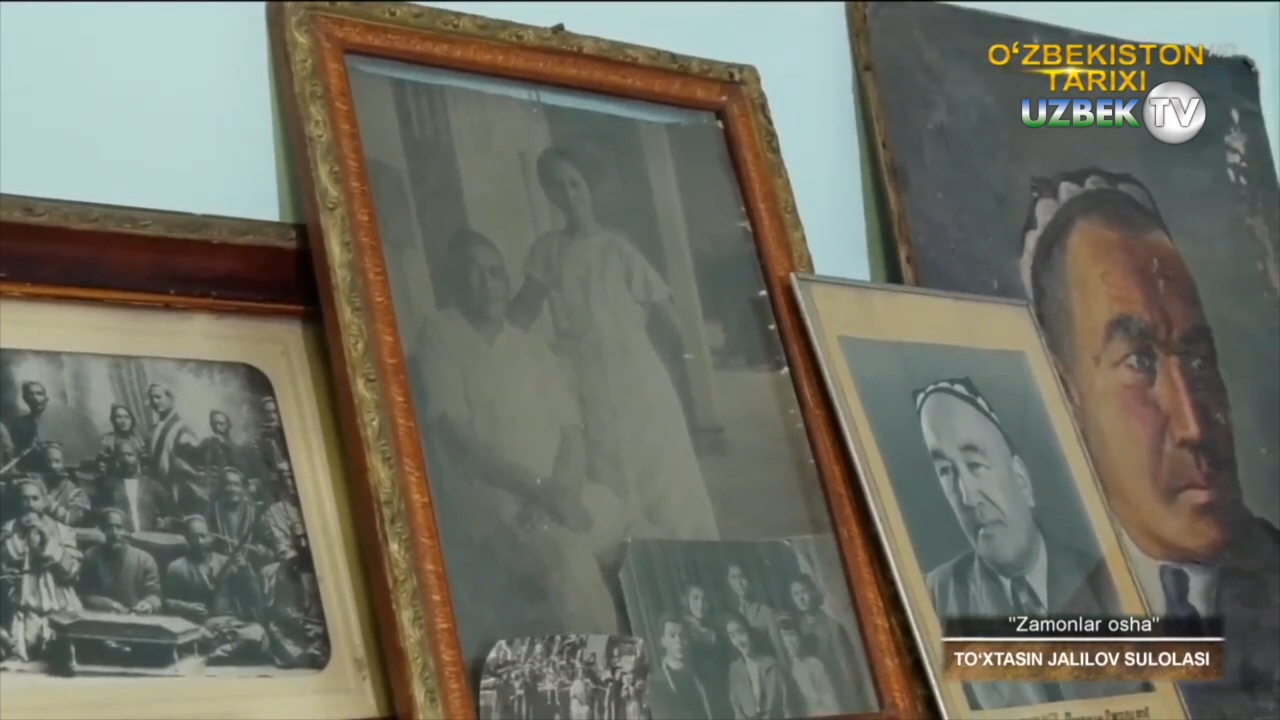 O‘ZBEKISTON
TARIXI
UZBEK TV
"Zamonlar osha"
TO‘XTASIN JALILOV SULOLASI